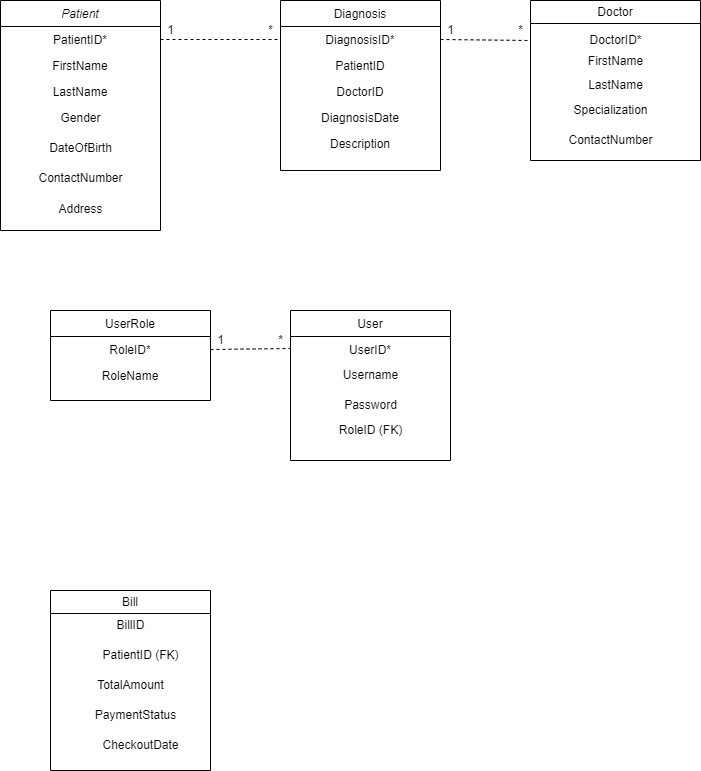 Patient
PatientID*
FirstName
LastName
Gender
DateOfBirth
ContactNumber
Address
1
*
Diagnosis
DiagnosisID*
PatientID
DoctorID
DiagnosisDate
Description
1
*
Doctor
DoctorID*
FirstName
LastName
Specialization
ContactNumber
UserRole
RoleID*
RoleName
1
*
User
UserID*
Username
Password
RoleID (FK)
Bill
BillID
PatientID (FK)
TotalAmount
PaymentStatus
CheckoutDate